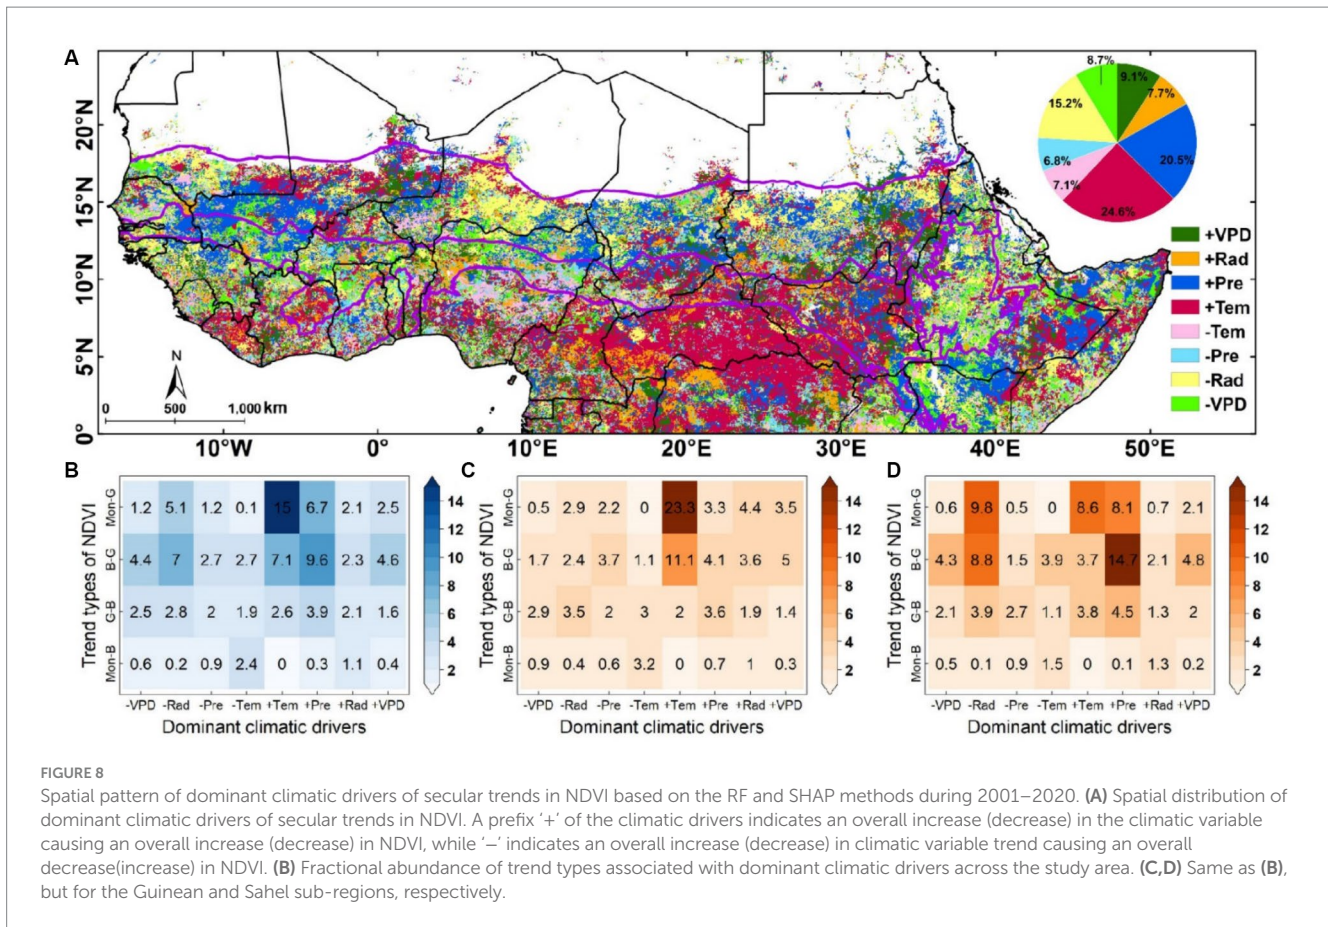 A
20°N
15°N
10°N
5°N
0°
N
0 500 1,000 km
10°W 0° 10°E 20°E 30°E 40°E 50°E
8.7%
9.1%
7.7%
15.2%
20.5%
6.8%
7.1%
24.6%
+VPD
+Rad
+Pre
+Tem
-Tem
-Pre
-Rad
-VPD
B
Trend types of NDVI
Mon-G 1.2 5.1 1.2 0.1 15 6.7 2.1 2.5
B-G 4.4 7 2.7 2.7 7.1 9.6 2.3 4.6
G-B 2.5 2.8 2 1.9 2.6 3.9 2.1 1.6
Mon-B 0.6 0.2 0.9 2.4 0 0.3 1.1 0.4
-VPD -Rad -Pre -Tem +Tem +Pre +Rad +VPD
Dominant climatic drivers
14
12
10
8
6
4
2
C
Trend types of NDVI
Mon-G 0.5 2.9 2.2 0 23.3 3.3 4.4 3.5
B-G 1.7 2.4 3.7 1.1 11.1 4.1 3.6 5
G-B 2.9 3.5 2 3 2 3.6 1.9 1.4
Mon-B 0.9 0.4 0.6 3.2 0 0.7 1 0.3
-VPD -Rad -Pre -Tem +Tem +Pre +Rad +VPD
Dominant climatic drivers
14
12
10
8
6
4
2
D
Trend types of NDVI
Mon-G 0.6 9.8 0.5 0 8.6 8.1 0.7 2.1
B-G 4.3 8.8 1.5 3.9 3.7 14.7 2.1 4.8
G-B 2.1 3.9 2.7 1.1 3.8 4.5 1.3 2
Mon-B 0.5 0.1 0.9 1.5 0 0.1 1.3 0.2
-VPD -Rad -Pre -Tem +Tem +Pre +Rad +VPD
Dominant climatic drivers
14
12
10
8
6
4
2
FIGURE 8
Spatial pattern of dominant climatic drivers of secular trends in NDVI based on the RF and SHAP methods during 2001–2020. (A) Spatial distribution of
dominant climatic drivers of secular trends in NDVI. A prefix ‘+’ of the climatic drivers indicates an overall increase (decrease) in the climatic variable
causing an overall increase (decrease) in NDVI, while ‘−’ indicates an overall increase (decrease) in climatic variable trend causing an overall
decrease(increase) in NDVI. (B) Fractional abundance of trend types associated with dominant climatic drivers across the study area. (C,D) Same as (B),
but for the Guinean and Sahel sub-regions, respectively.